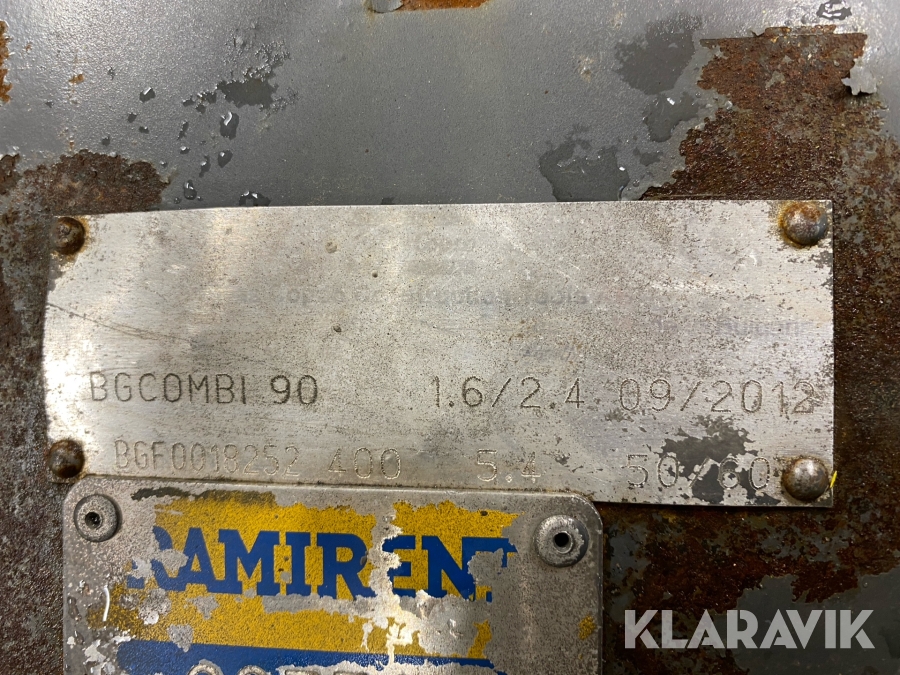 BGCOMBI 90 1.6/2.4 09/2012
BGF0018252 400 5.4 50/60
RAMIRENT
KLARAVIK